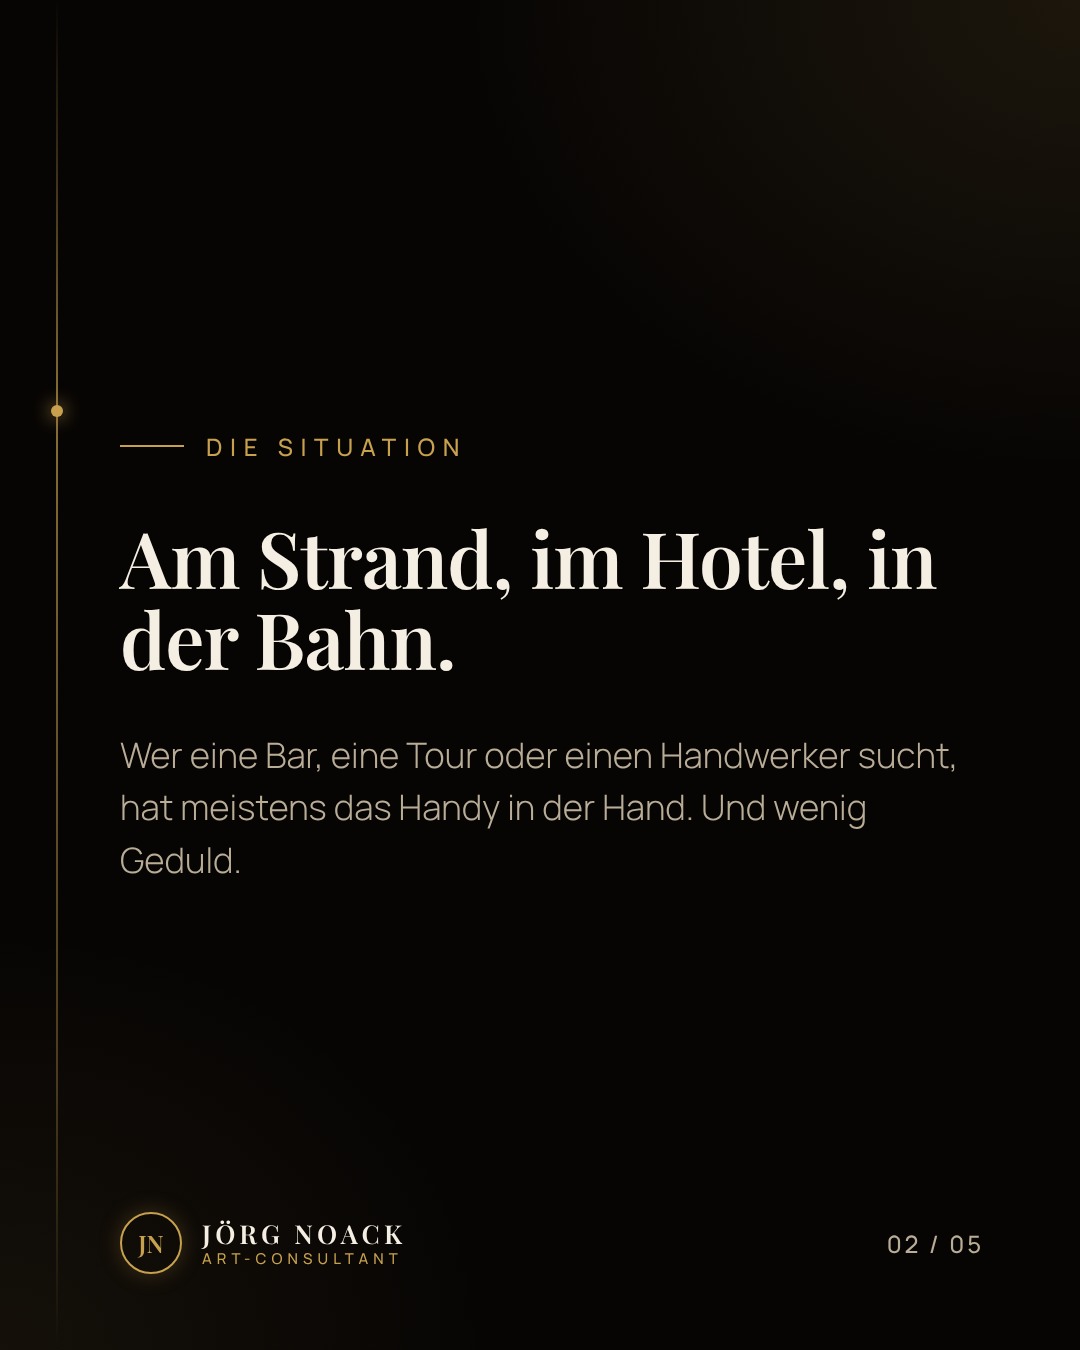 DIE SITUATION
Am Strand, im Hotel, in
der Bahn.
Wer eine Bar, eine Tour oder einen Handwerker sucht,
hat meistens das Handy in der Hand. Und wenig
Geduld.
JN
JÖRG NOACK
ART-CONSULTANT
02 / 05